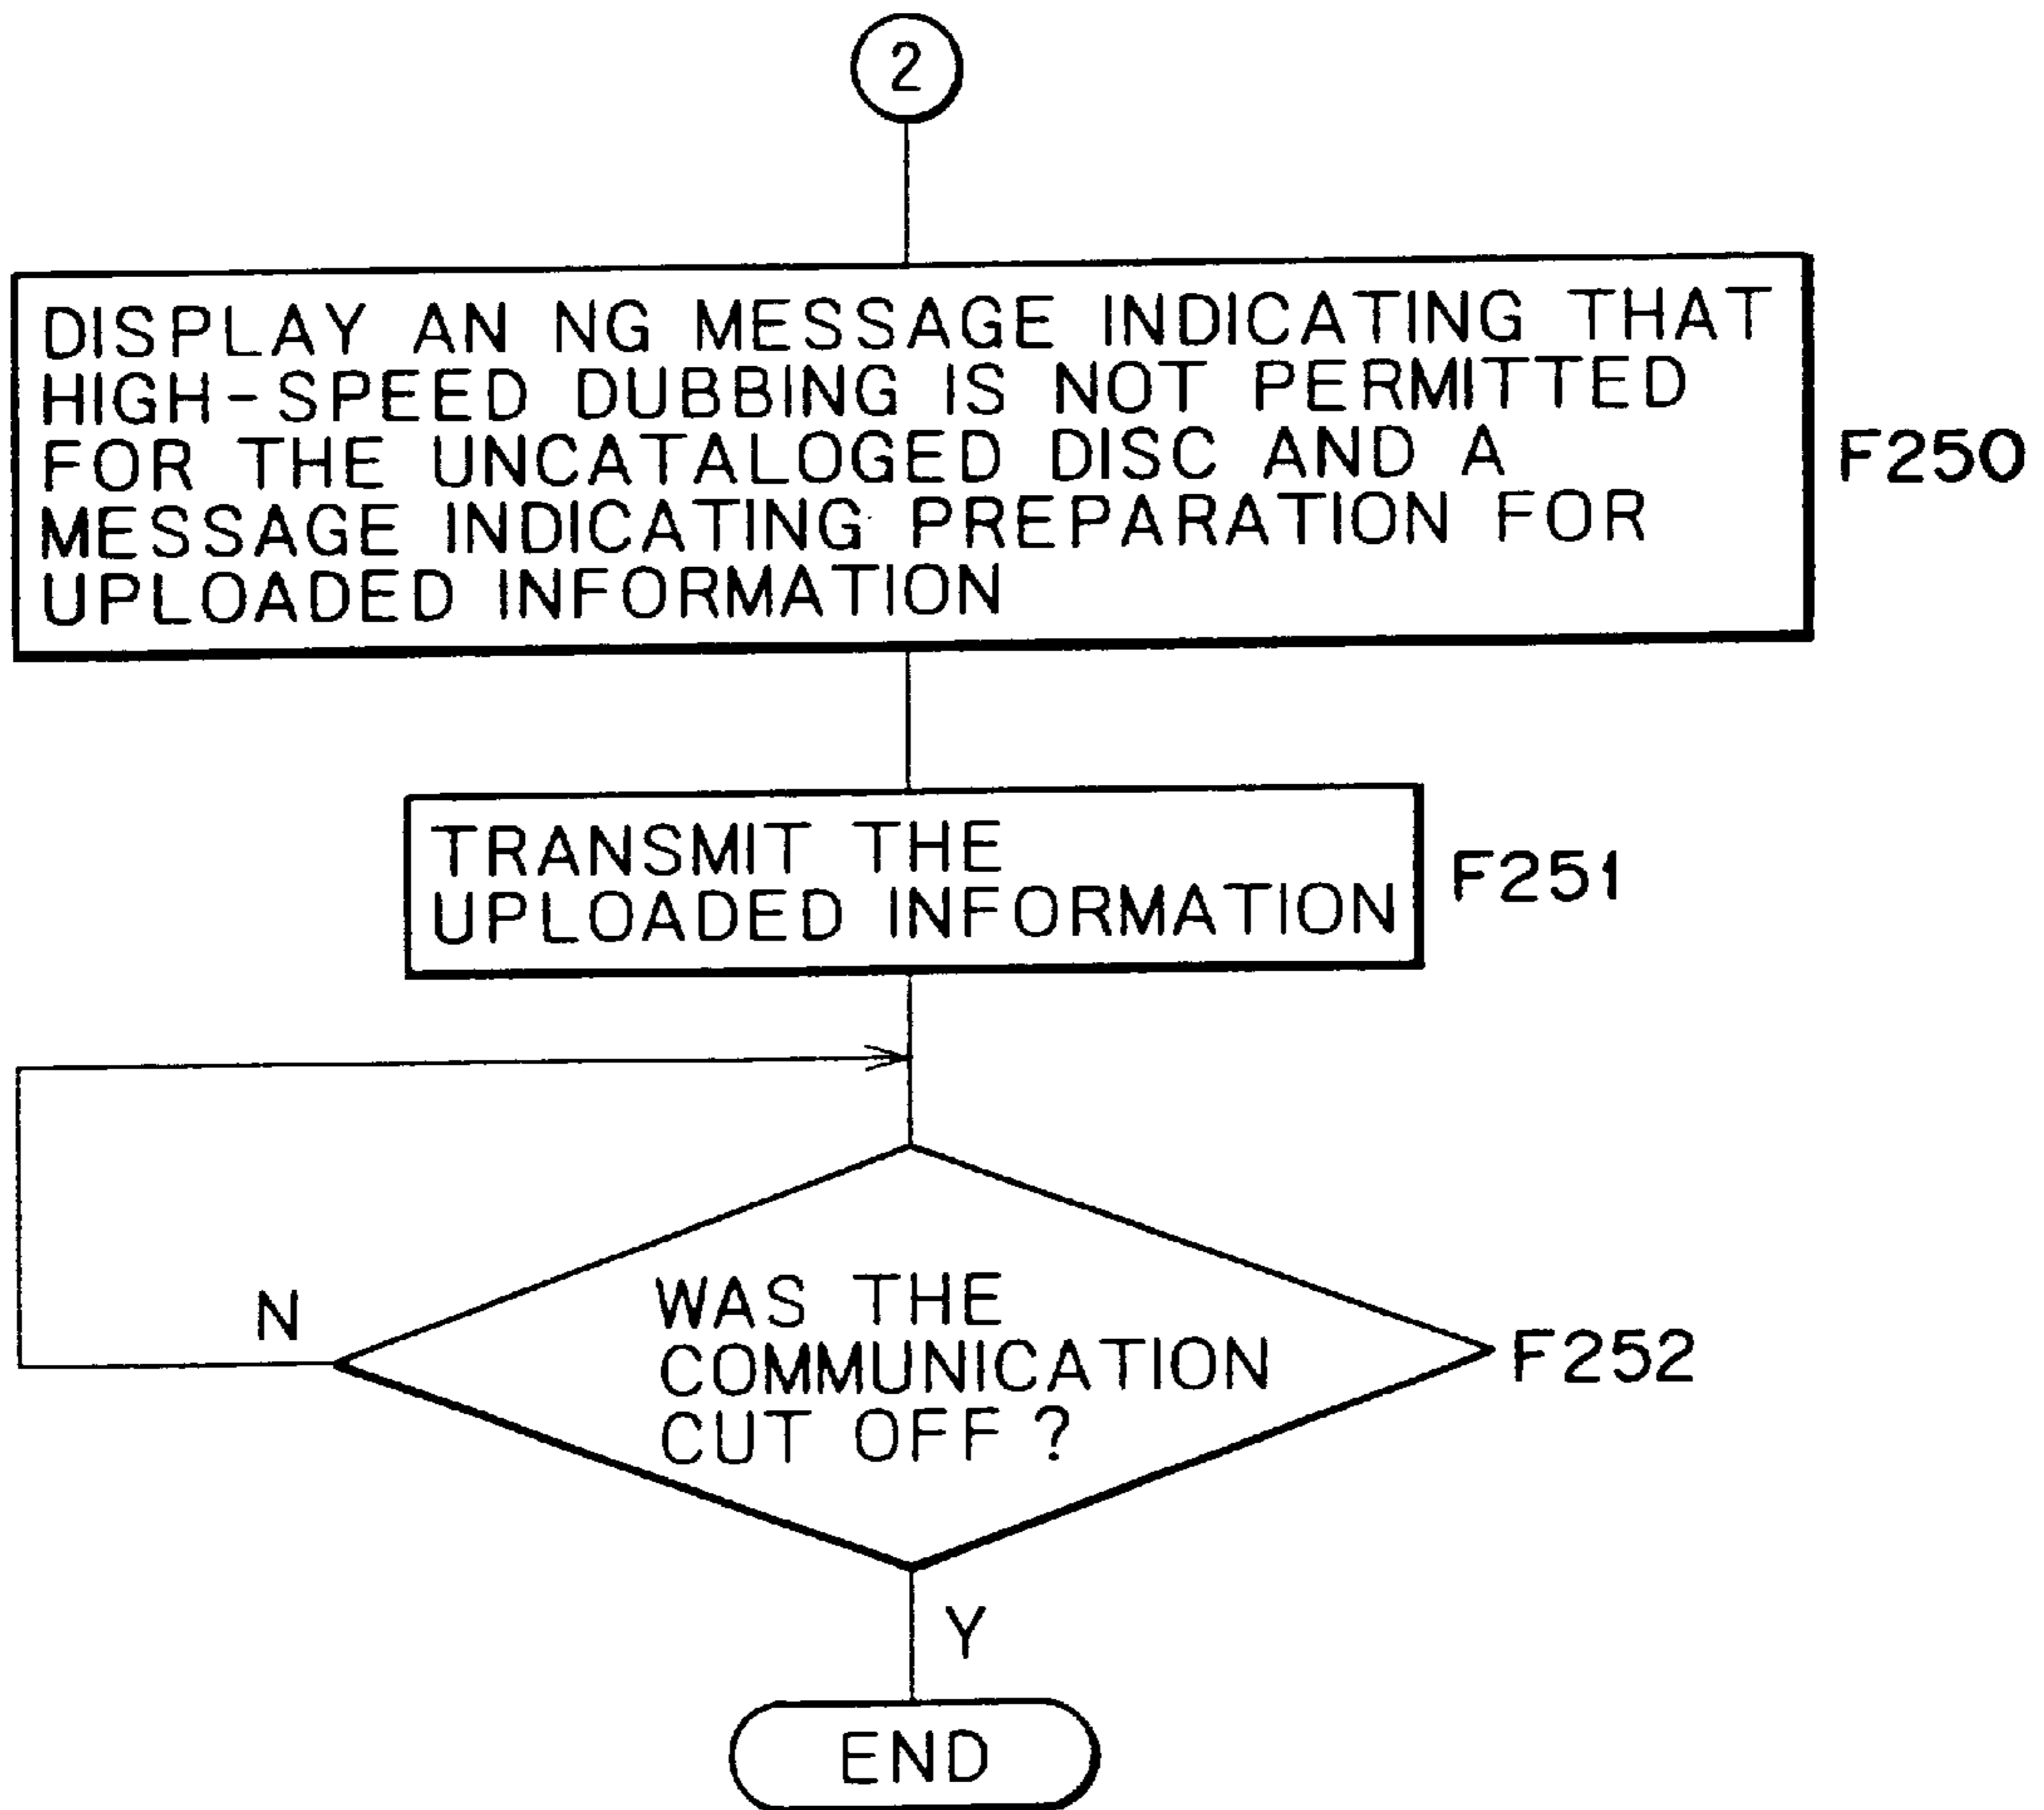 2
DISPLAY AN NG MESSAGE INDICATING THAT
HIGH-SPEED DUBBING IS NOT PERMITTED
FOR THE UNCATALOGED DISC AND A
MESSAGE INDICATING PREPARATION FOR
UPLOADED INFORMATION
F250
TRANSMIT THE
UPLOADED INFORMATION
F251
N
WAS THE
COMMUNICATION
CUT OFF ?
F252
Y
END